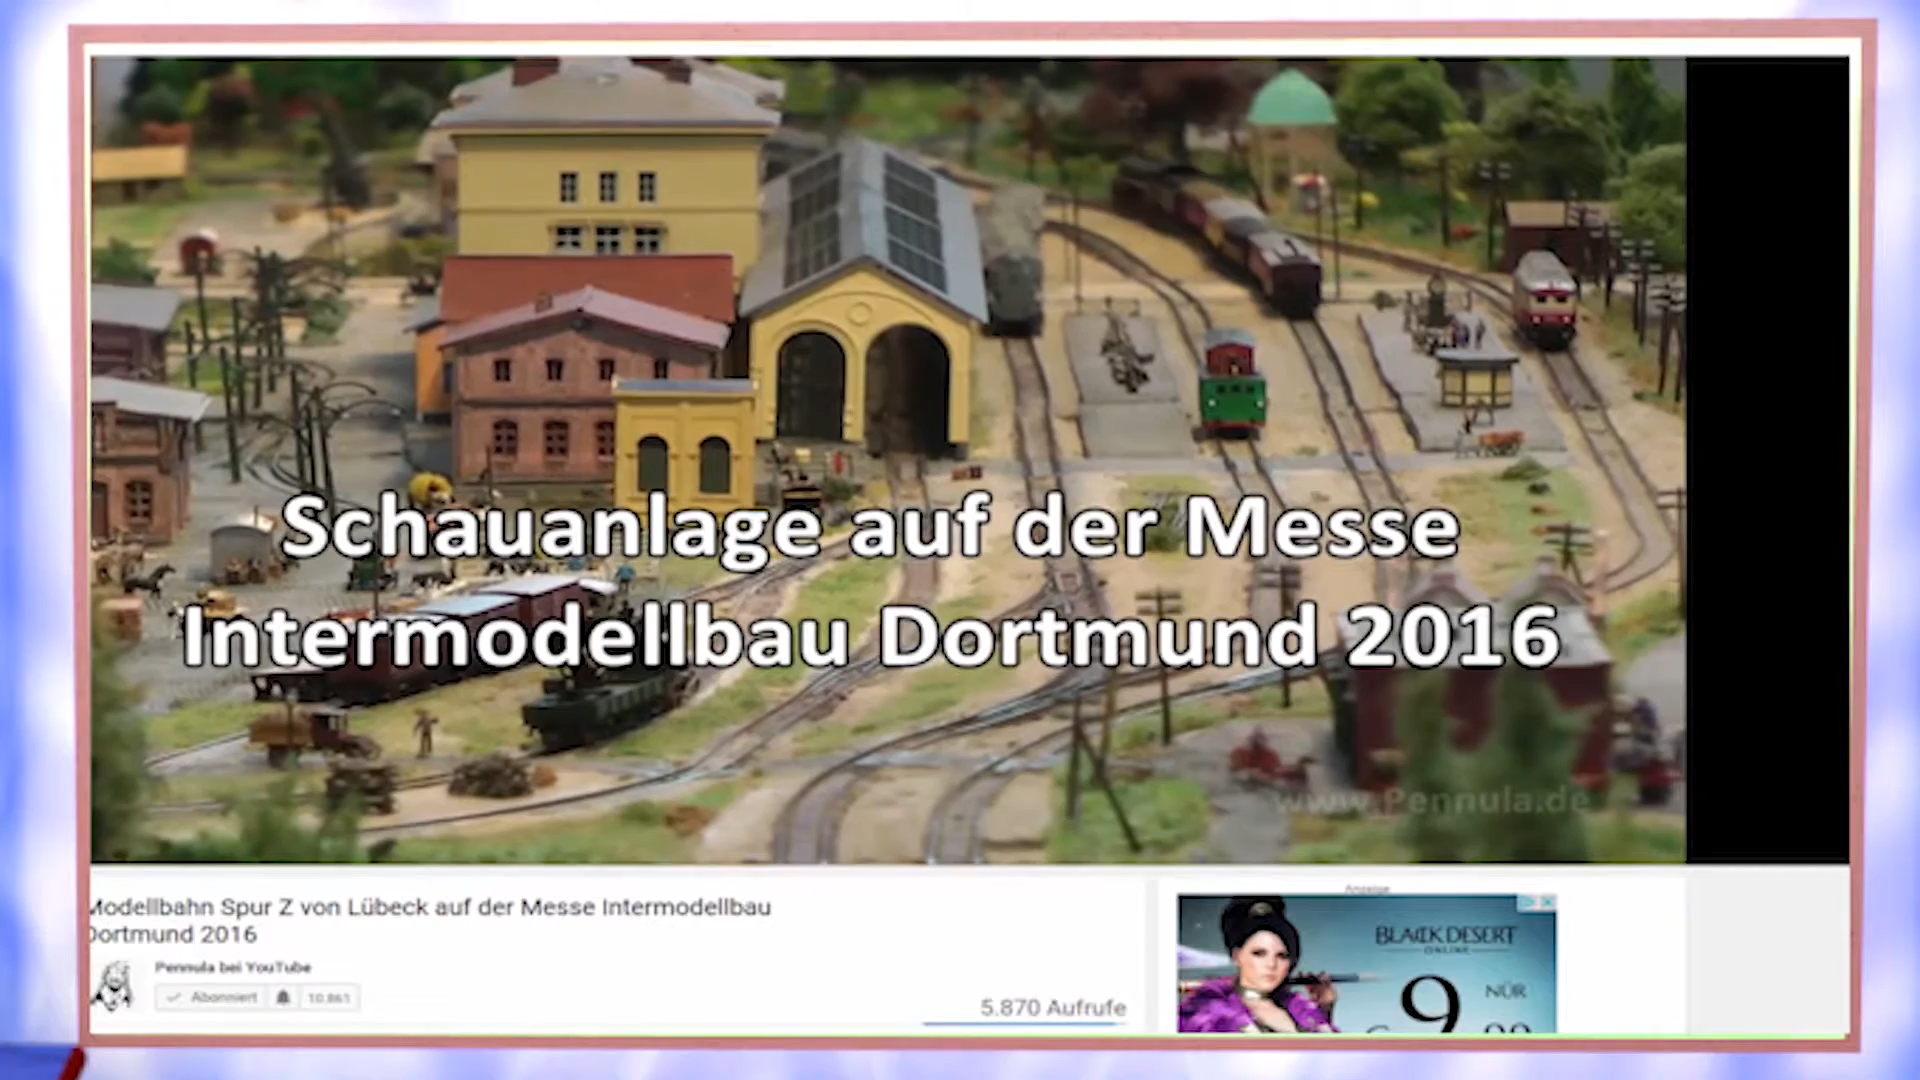 Schauanlage auf der Messe
Intermodellbau Dortmund 2016
www.Pennula.de
Modellbahn Spur Z von Lübeck auf der Messe Intermodellbau
Dortmund 2016
Pennula bei YouTube
Abonniert 10.861
5.870 Aufrufe
Anzeige
BLACK DESERT
ONLINE
9
NUR